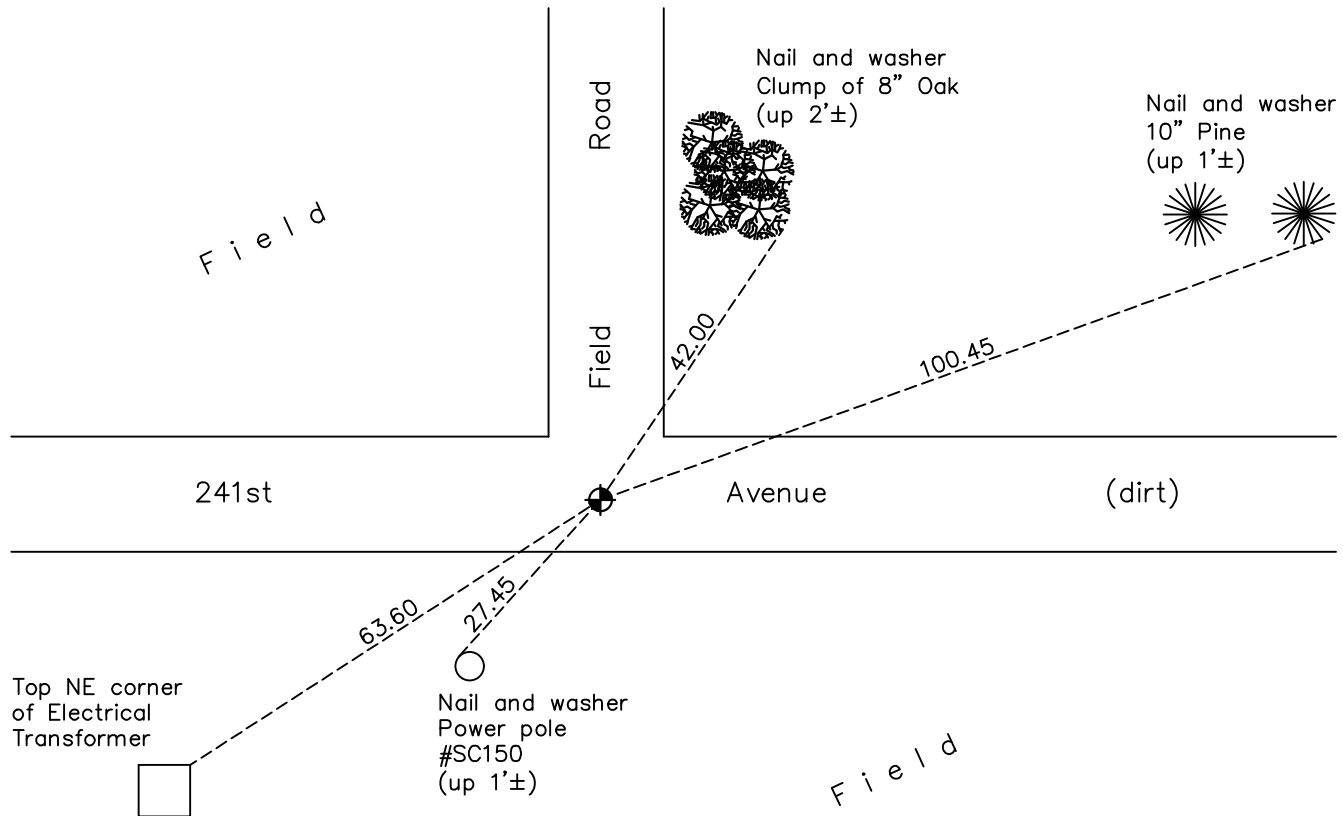 Nail and washer
Clump of 8” Oak
(up 2'±)
Nail and washer
10” Pine
(up 1'±)
Road
Field
Field
42.00
100.45
241st Avenue (dirt)
63.60
27.45
Top NE corner
of Electrical
Transformer
Nail and washer
Power pole
#SC150
(up 1'±)
Field